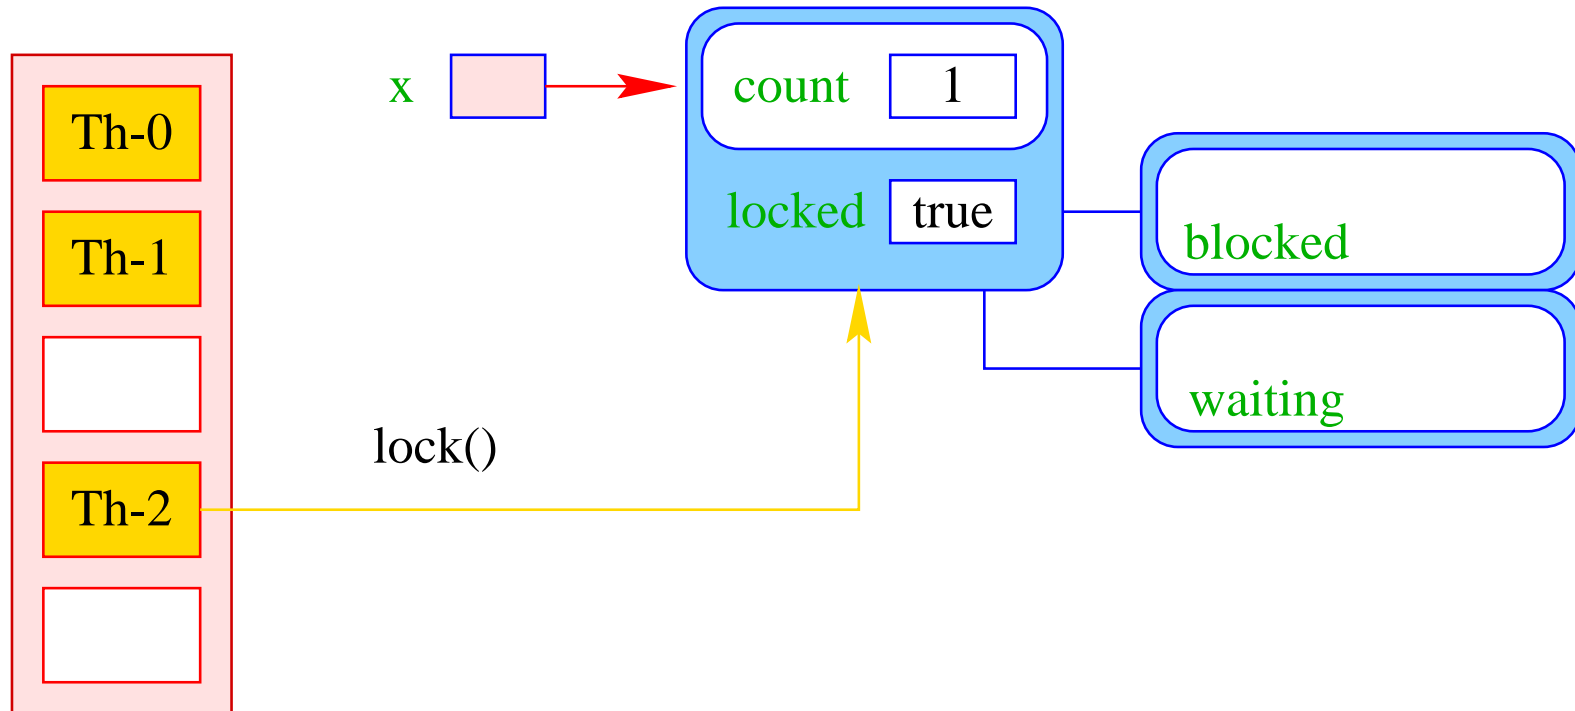 Th-0
Th-1
Th-2
lock()
x
count 1
locked true
blocked
waiting